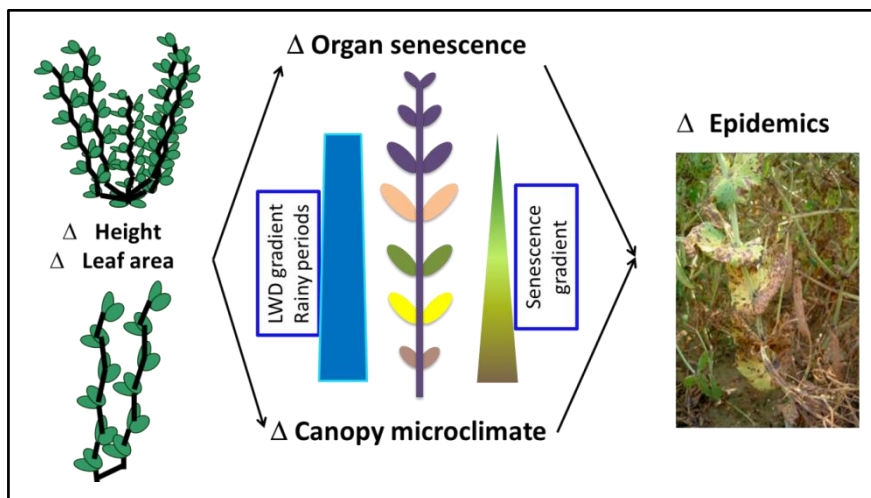 Δ Organ senescence
Δ Height
Δ Leaf area
LWD gradient
Rainy periods
Senescence
gradient
Δ Canopy microclimate
Δ Epidemics